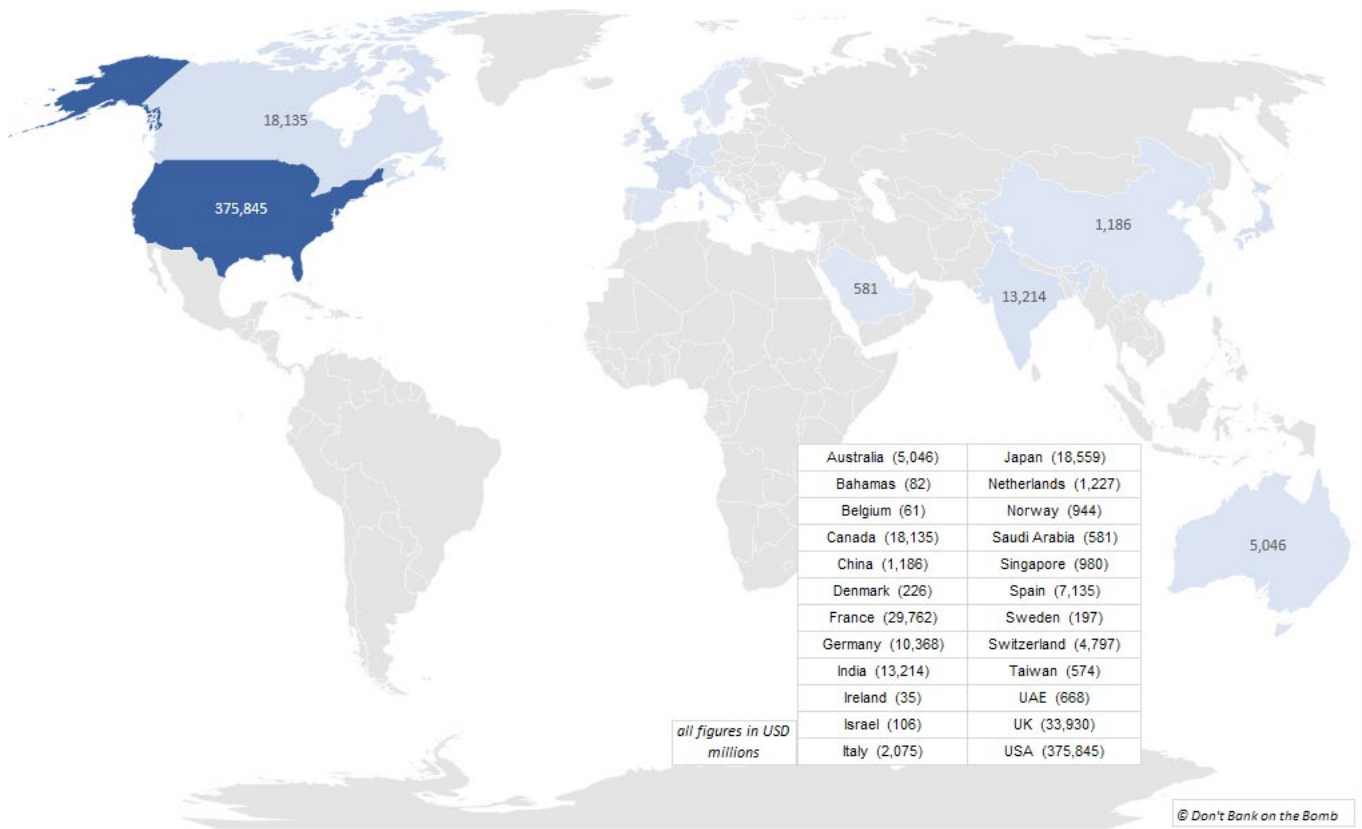 18,135
375,845
1,186
581
13,214
5,046
Australia (5,046) Japan (18,559)
Bahamas (82) Netherlands (1,227)
Belgium (61) Norway (944)
Canada (18,135) Saudi Arabia (581)
China (1,186) Singapore (980)
Denmark (226) Spain (7,135)
France (29,762) Sweden (197)
Germany (10,368) Switzerland (4,797)
India (13,214) Taiwan (574)
Ireland (35) UAE (668)
Israel (106) UK (33,930)
Italy (2,075) USA (375,845)
all figures in USD
millions
© Don't Bank on the Bomb